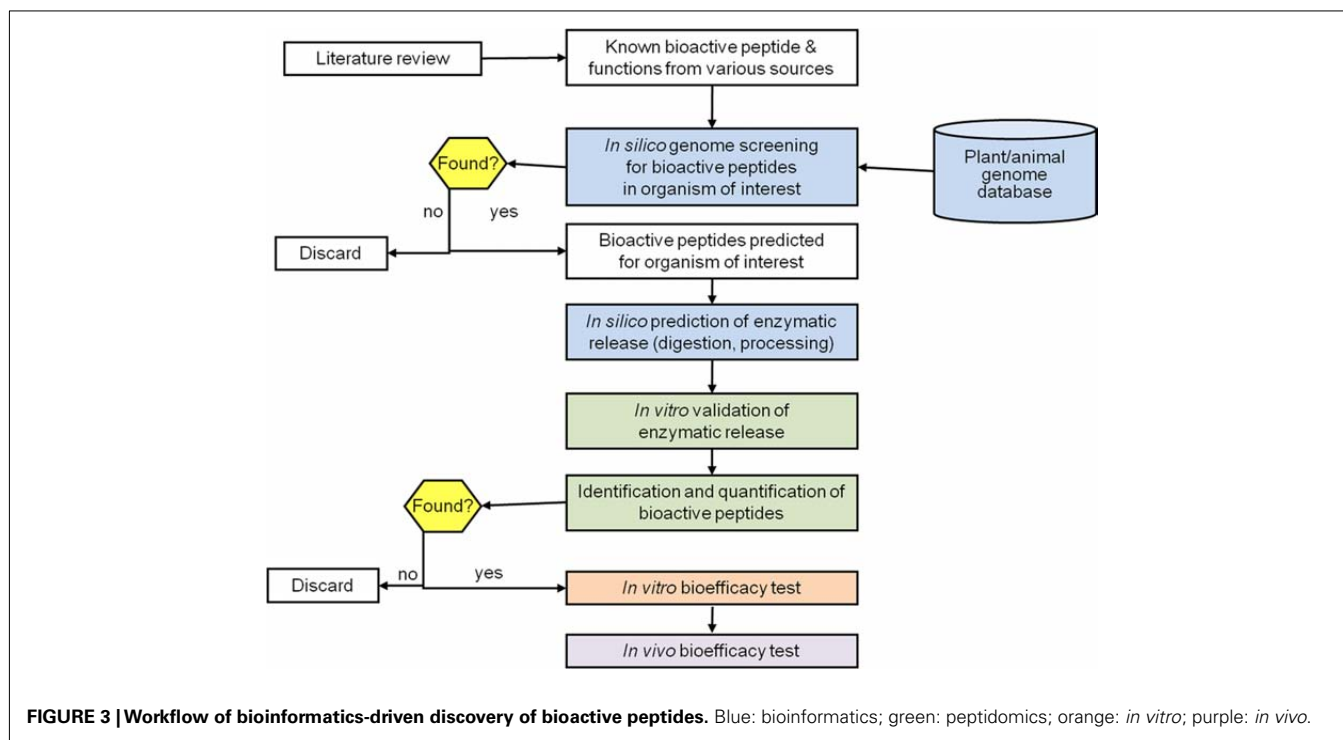 Literature review
Known bioactive peptide &
functions from various sources
In silico genome screening
for bioactive peptides
in organism of interest
Plant/animal
genome
database
Found?
no
yes
Discard
Bioactive peptides predicted
for organism of interest
In silico prediction of enzymatic
release (digestion, processing)
In vitro validation of
enzymatic release
Identification and quantification of
bioactive peptides
Found?
no
yes
Discard
In vitro bioefficacy test
In vivo bioefficacy test
FIGURE 3 | Workflow of bioinformatics-driven discovery of bioactive peptides. Blue: bioinformatics; green: peptidomics; orange: in vitro; purple: in vivo.